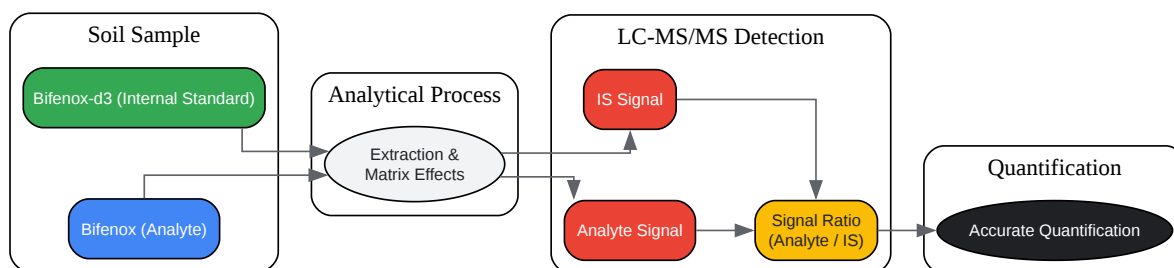 Soil Sample
Bifenox-d3 (Internal Standard)
Bifenox (Analyte)
Analytical Process
Extraction &
Matrix Effects
LC-MS/MS Detection
IS Signal
Analyte Signal
Signal Ratio
(Analyte / IS)
Quantification
Accurate Quantification